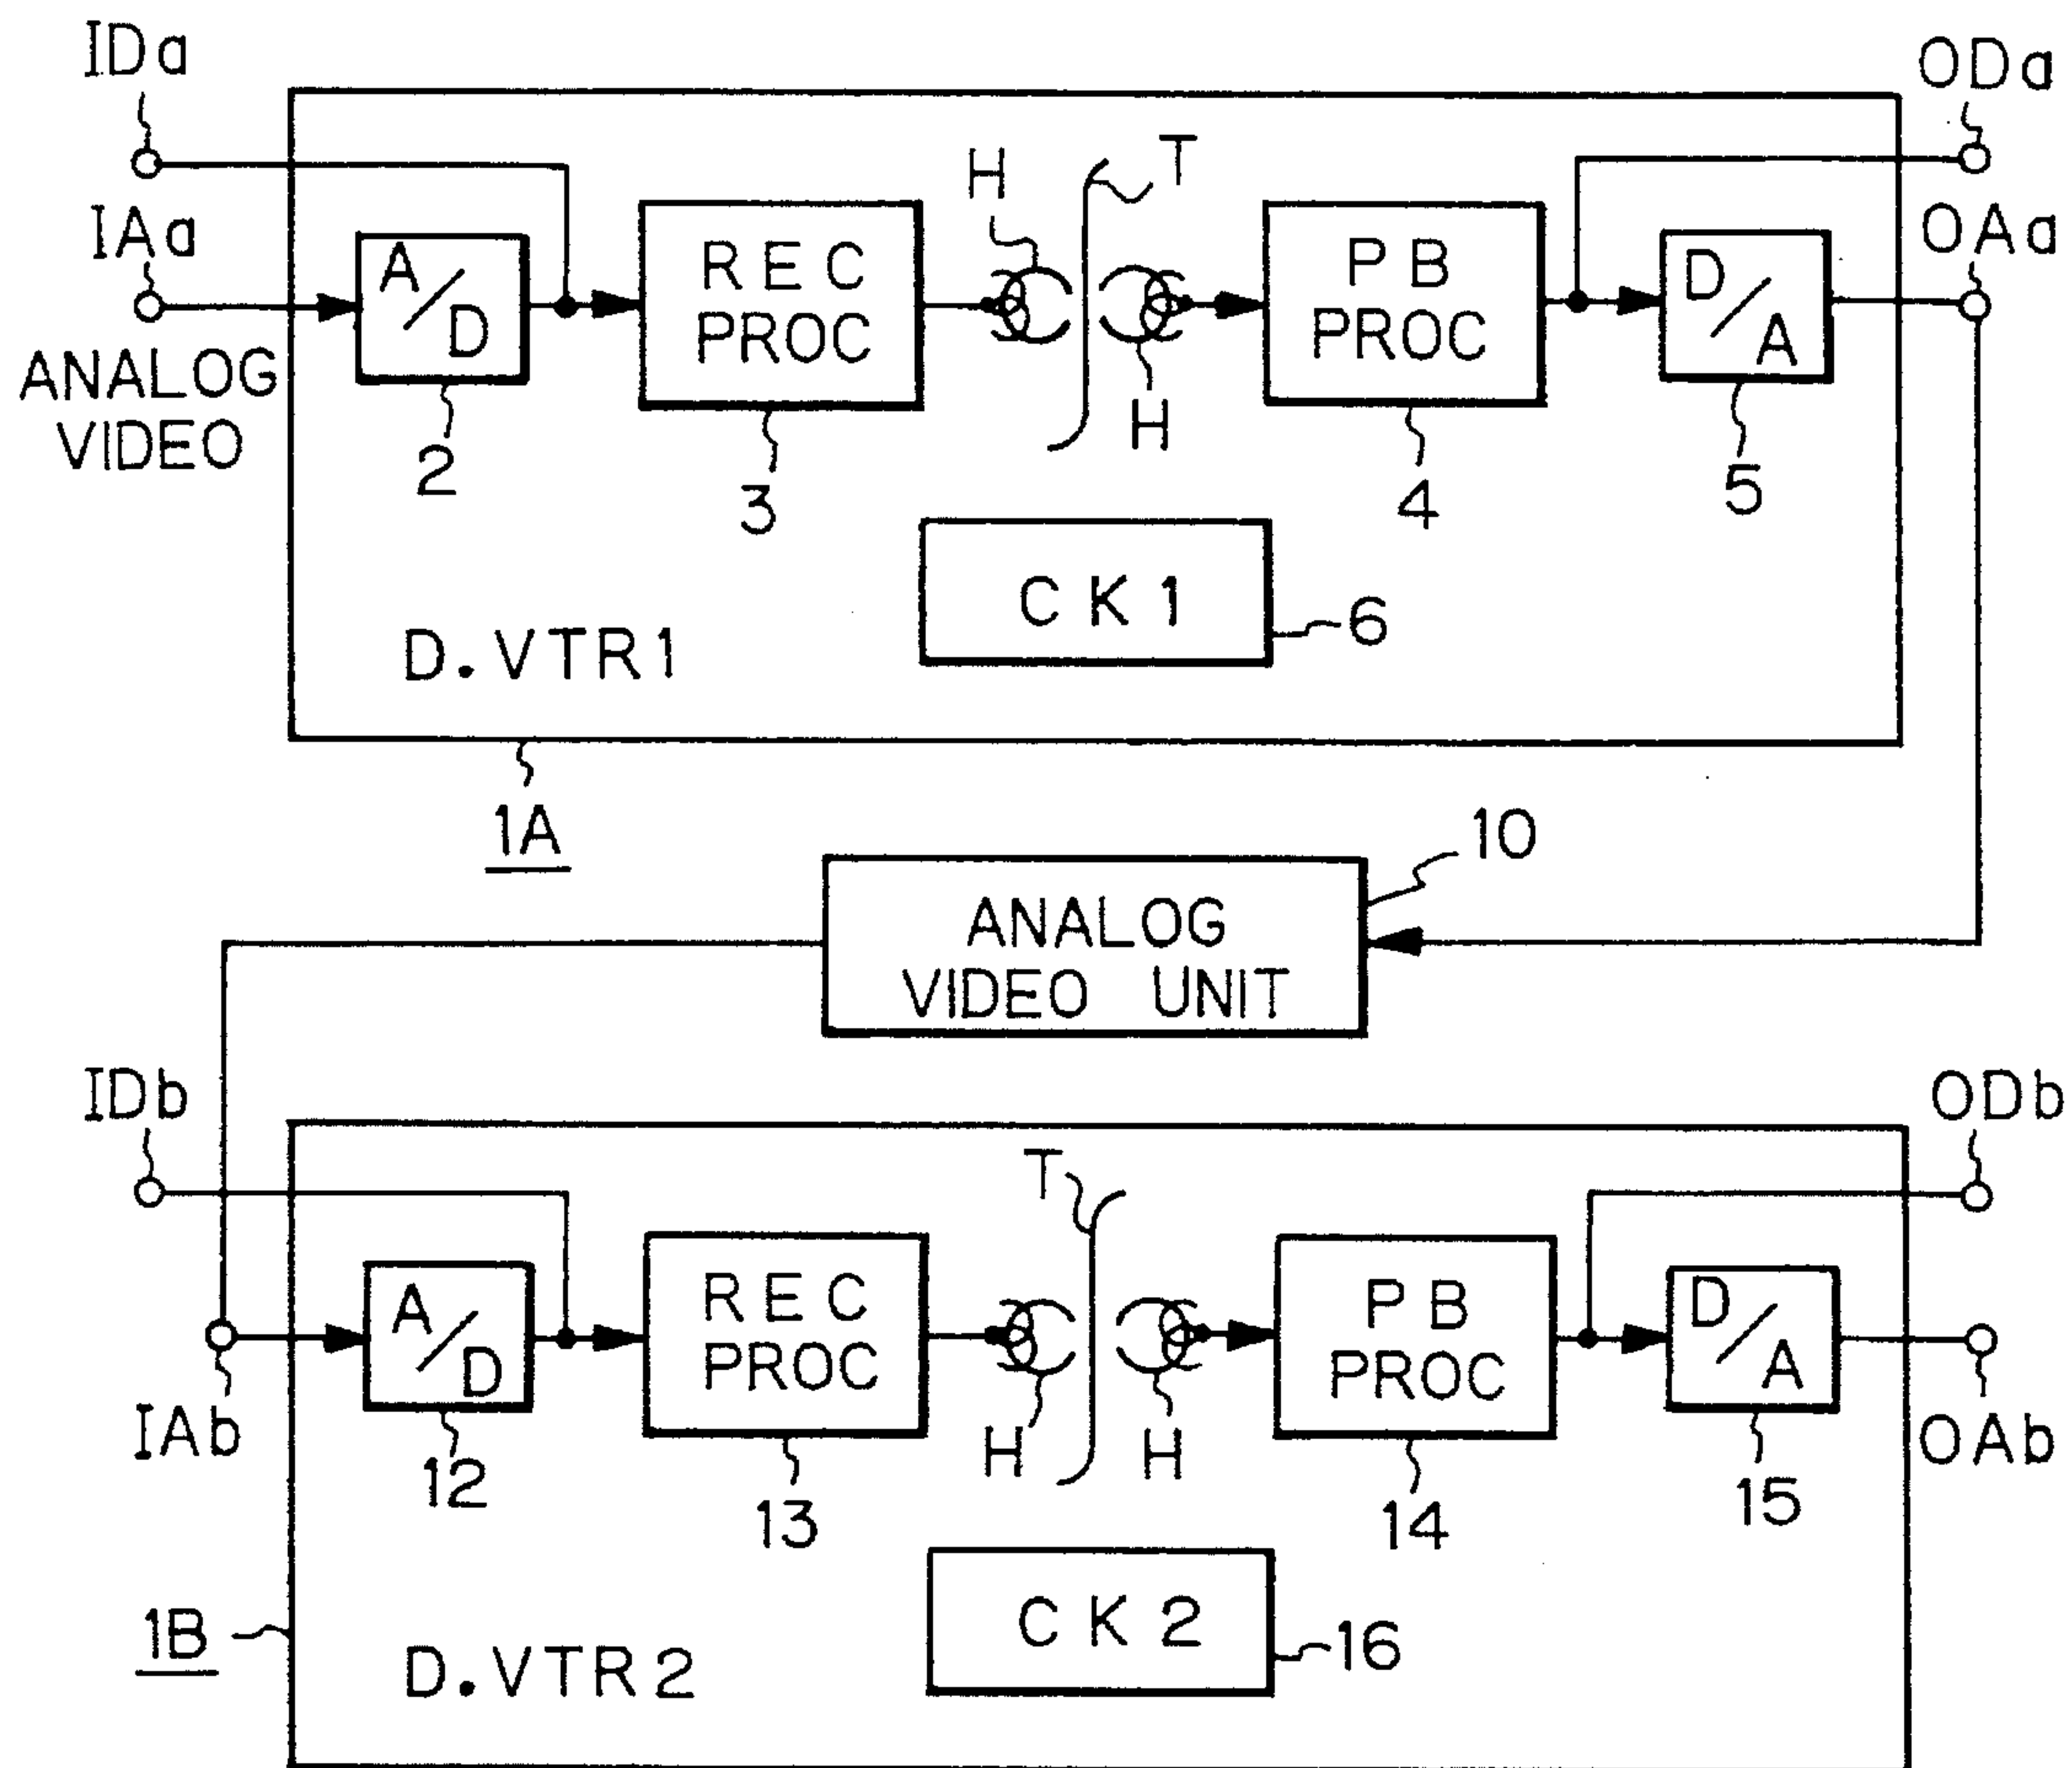 IDa
ODa
IAa
OAa
H
T
A/D
REC
PROC
PB
PROC
D/A
ANALOG
VIDEO
H
2
3
4
5
CK1
6
D.VTR1
1A
10
ANALOG
VIDEO UNIT
IDb
ODb
T
A/D
REC
PROC
PB
PROC
D/A
IAb
H
H
OAb
12
13
14
15
CK2
16
1B
D.VTR2